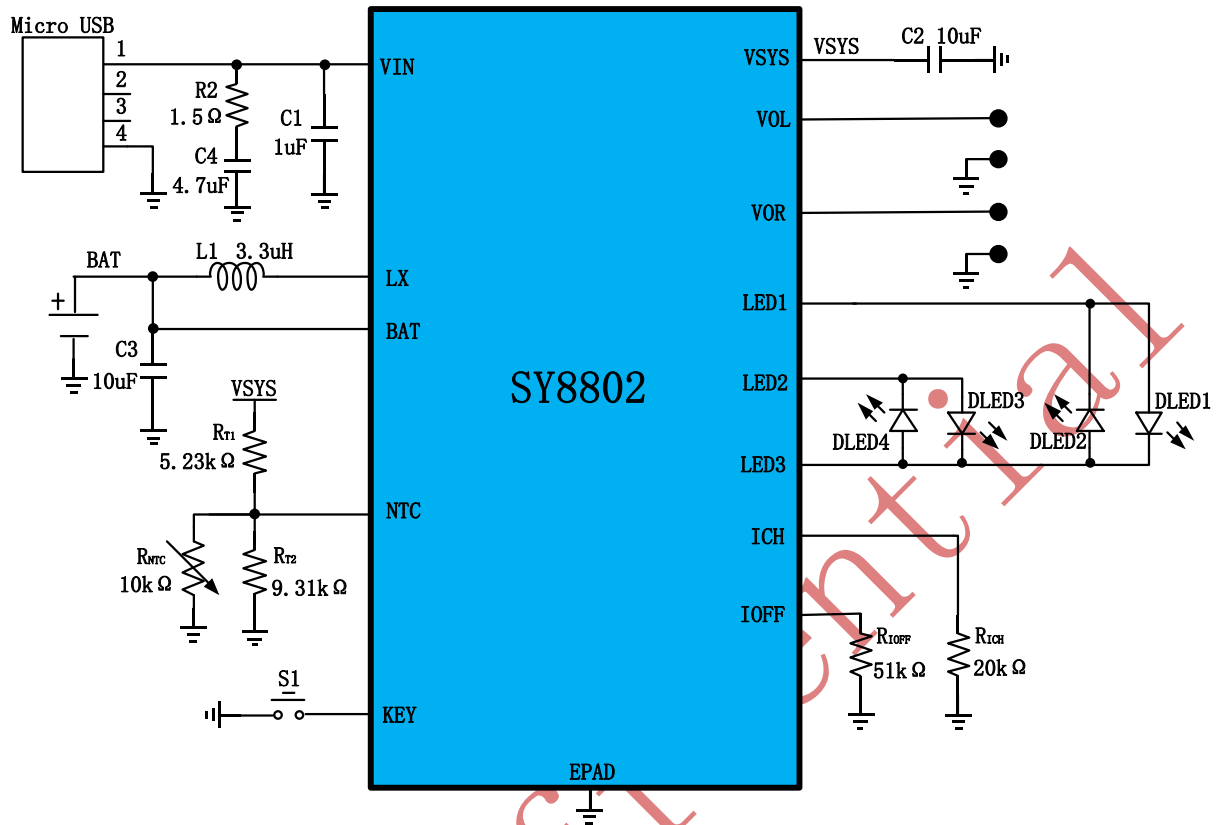 Micro USB
1
2
3
4
R2
1.5Ω
C4
4.7uF
C1
1uF
VIN
BAT
L1 3.3uH
LX
BAT
+
C3
10uF
VSYS
RT1
5.23kΩ
NTC
RNTC
10kΩ
RT2
9.31kΩ
S1
KEY
SY8802
EPAD
VSYS
VSYS
C2 10uF
VOL
VOR
LED1
LED2
LED3
DLED4
DLED3
DLED2
DLED1
ICH
IOFF
RIOFF
51kΩ
RICH
20kΩ